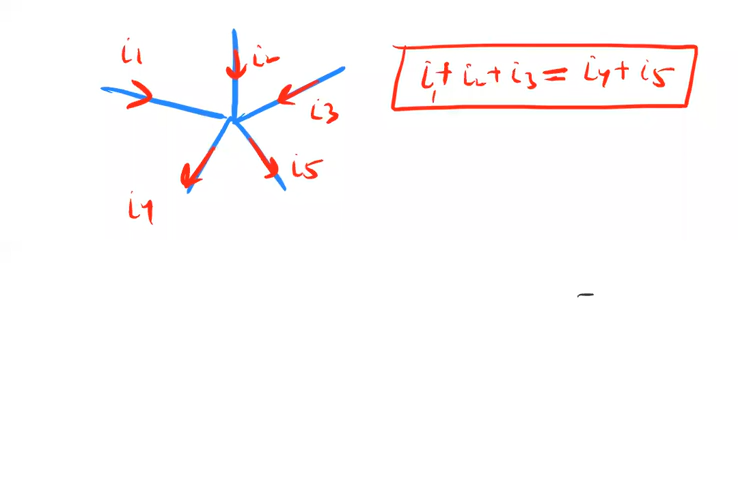 i1
i2
i3
i4
i5
i1 + i2 + i3 = i4 + i5